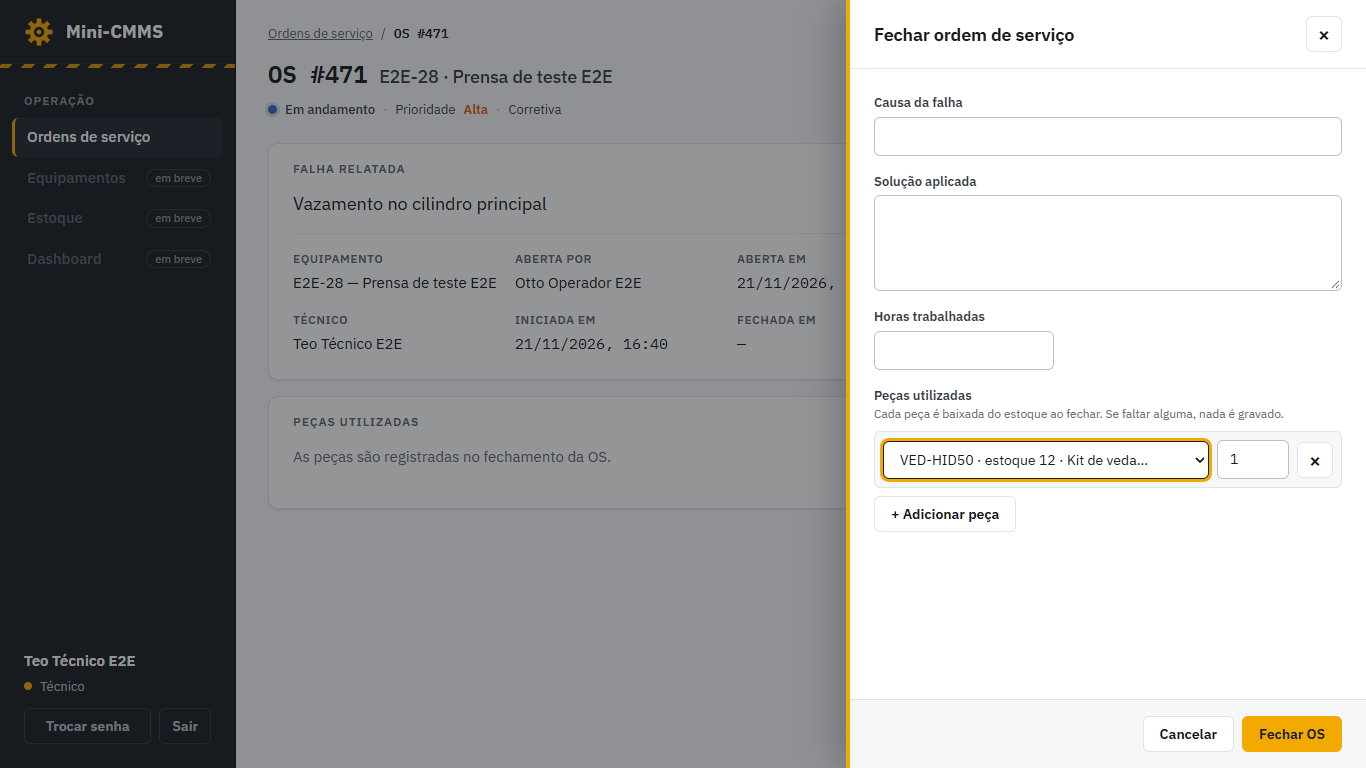 Mini-CMMS
OPERAÇÃO
Ordens de serviço
Equipamentos em breve
Estoque em breve
Dashboard em breve
Teo Técnico E2E
Técnico
Trocar senha Sair
Ordens de serviço / OS #471
OS #471 E2E-28 · Prensa de teste E2E
Em andamento · Prioridade Alta · Corretiva
FALHA RELATADA
Vazamento no cilindro principal
EQUIPAMENTO ABERTA POR ABERTA EM
E2E-28 — Prensa de teste E2E Otto Operador E2E 21/11/2026,
TÉCNICO INICIADA EM FECHADA EM
Teo Técnico E2E 21/11/2026, 16:40 —
PEÇAS UTILIZADAS
As peças são registradas no fechamento da OS.
Fechar ordem de serviço ×
Causa da falha
Solução aplicada
Horas trabalhadas
Peças utilizadas
Cada peça é baixada do estoque ao fechar. Se faltar alguma, nada é gravado.
VED-HID50 · estoque 12 · Kit de veda... 1 ×
+ Adicionar peça
Cancelar Fechar OS